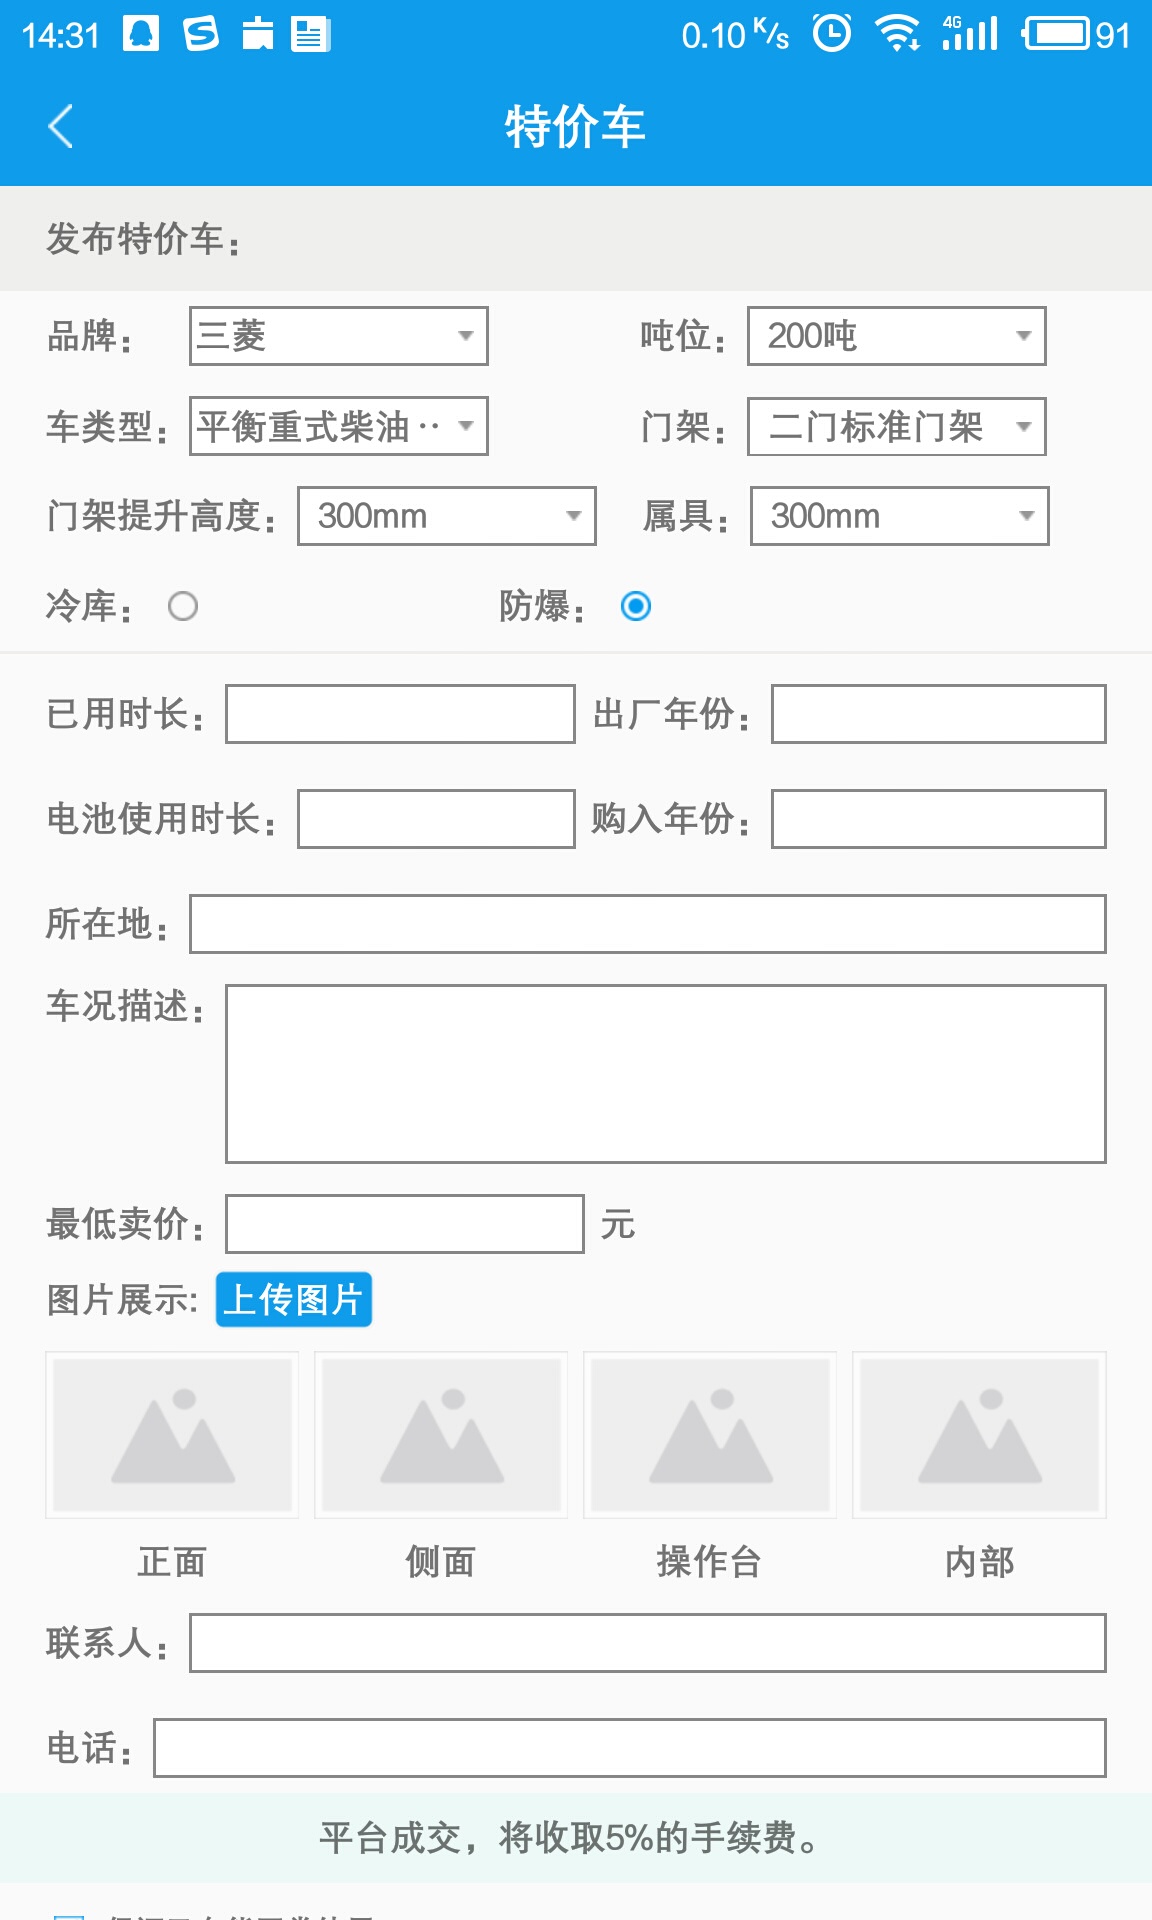 14:31 0.10 K/s 4G 91
特价车
发布特价车：
品牌： 三菱 吨位： 200吨
车类型： 平衡重式柴油·· 门架： 二门标准门架
门架提升高度： 300mm 属具： 300mm
冷库： 防爆：
已用时长： 出厂年份：
电池使用时长： 购入年份：
所在地：
车况描述：
最低卖价： 元
图片展示: 上传图片
正面 侧面 操作台 内部
联系人：
电话：
平台成交，将收取5%的手续费。